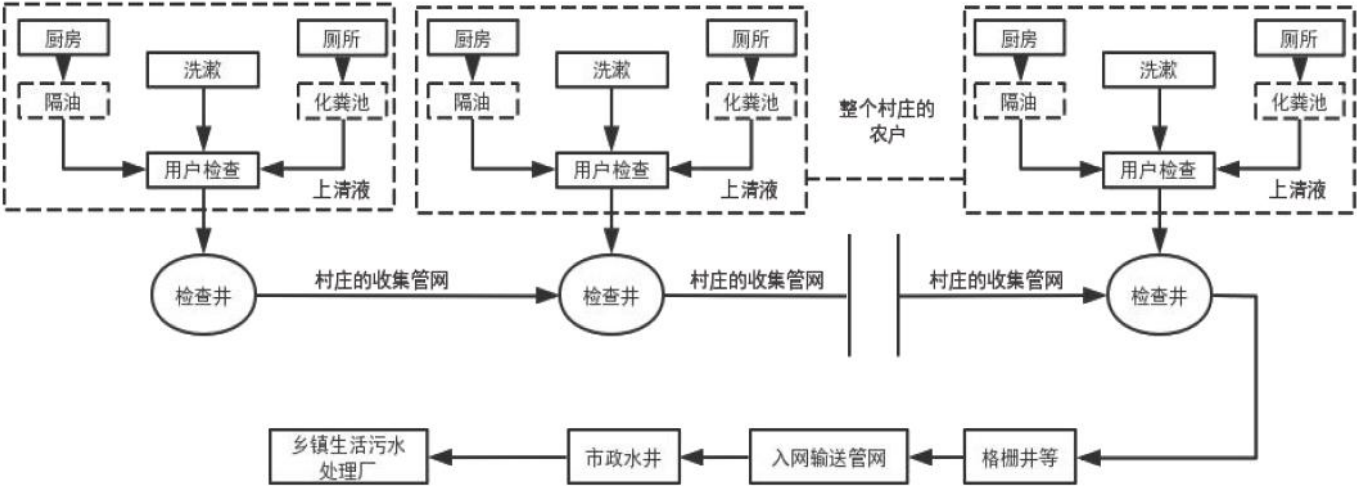 厨房
厕所
洗漱
隔油
化粪池
用户检查
上清液
厨房
厕所
洗漱
隔油
化粪池
用户检查
上清液
整个村庄的
农户
厨房
厕所
洗漱
隔油
化粪池
用户检查
上清液
检查井
村庄的收集管网
检查井
村庄的收集管网
村庄的收集管网
检查井
乡镇生活污水
处理厂
市政水井
入网输送管网
格栅井等